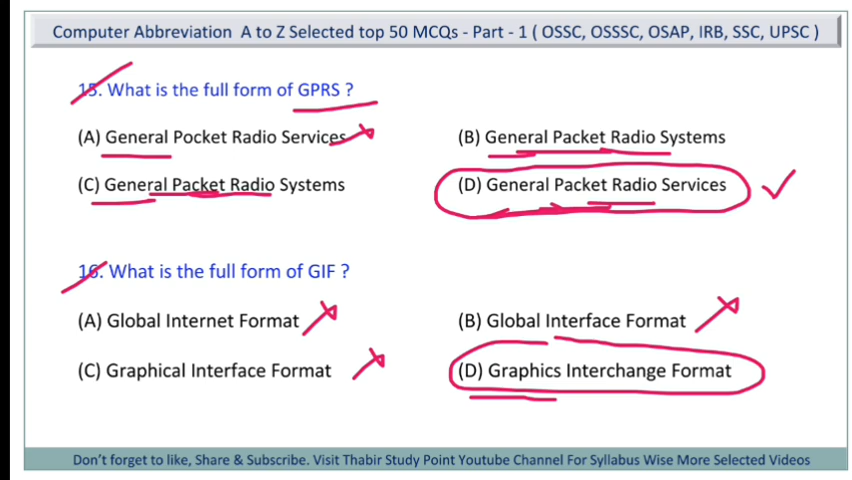 Computer Abbreviation A to Z Selected top 50 MCQs - Part - 1 ( OSSC, OSSSC, OSAP, IRB, SSC, UPSC )
15. What is the full form of GPRS ?
(A) General Pocket Radio Services (B) General Packet Radio Systems
(C) General Packet Radio Systems (D) General Packet Radio Services
16. What is the full form of GIF ?
(A) Global Internet Format (B) Global Interface Format
(C) Graphical Interface Format (D) Graphics Interchange Format
Don't forget to like, Share & Subscribe. Visit Thabir Study Point Youtube Channel For Syllabus Wise More Selected Videos